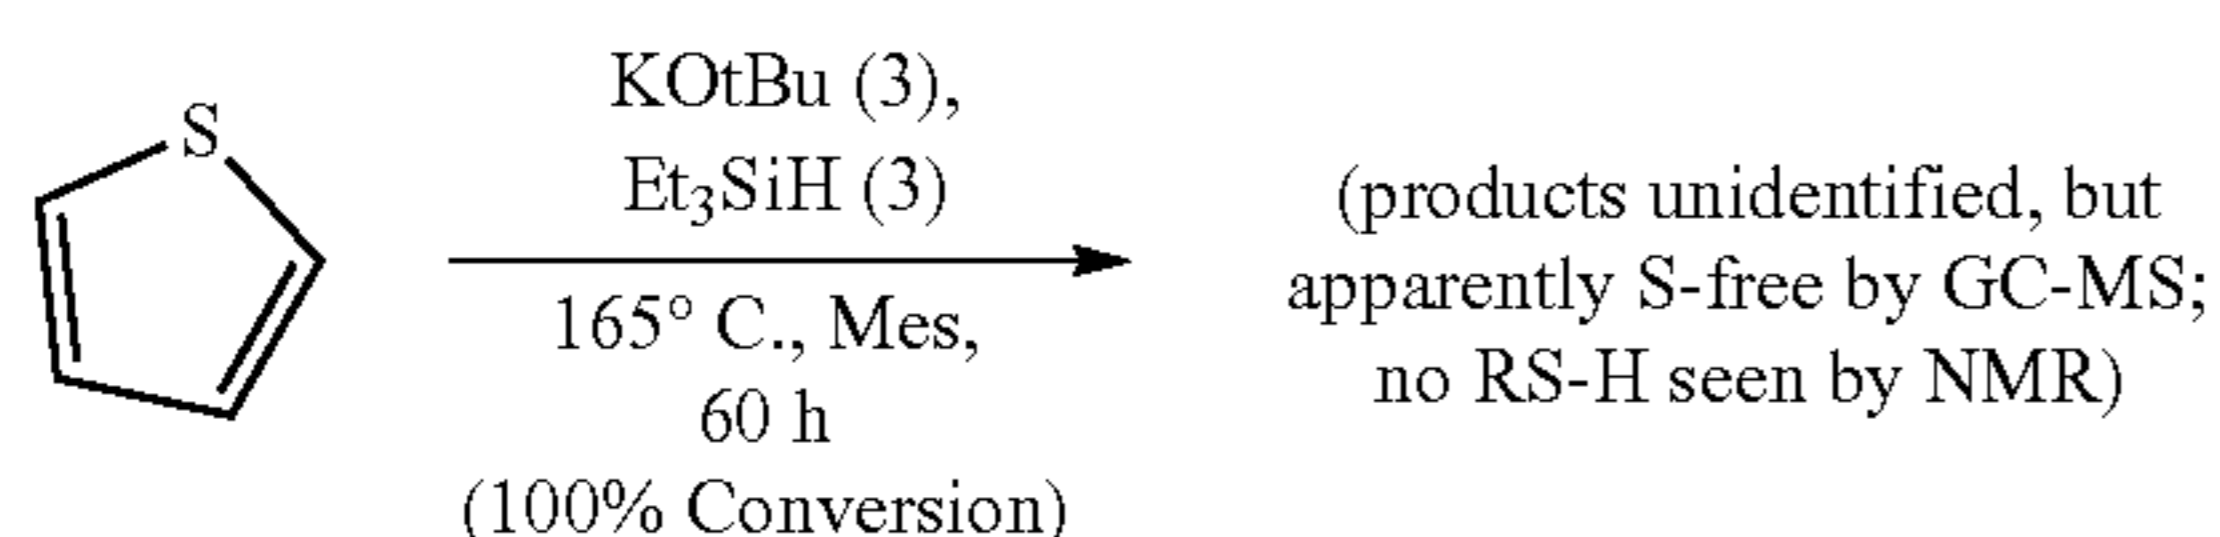 S
KOtBu (3),
Et₃SiH (3)
165° C., Mes,
60 h
(100% Conversion)
(products unidentified, but
apparently S-free by GC-MS;
no RS-H seen by NMR)